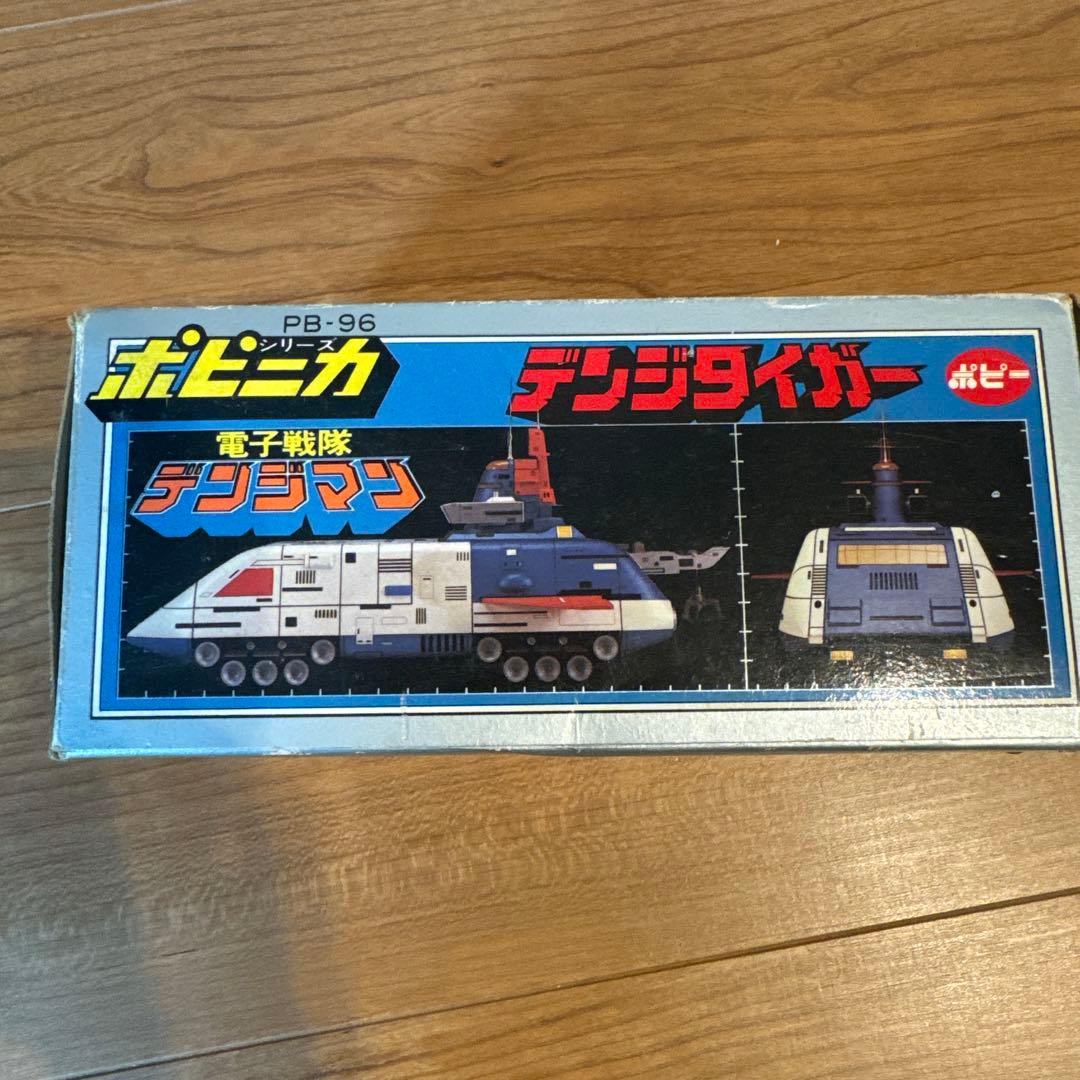 PB-96
ポピニカ
シリーズ
デンジタイガー
ポピー
電子戦隊
デンジマン